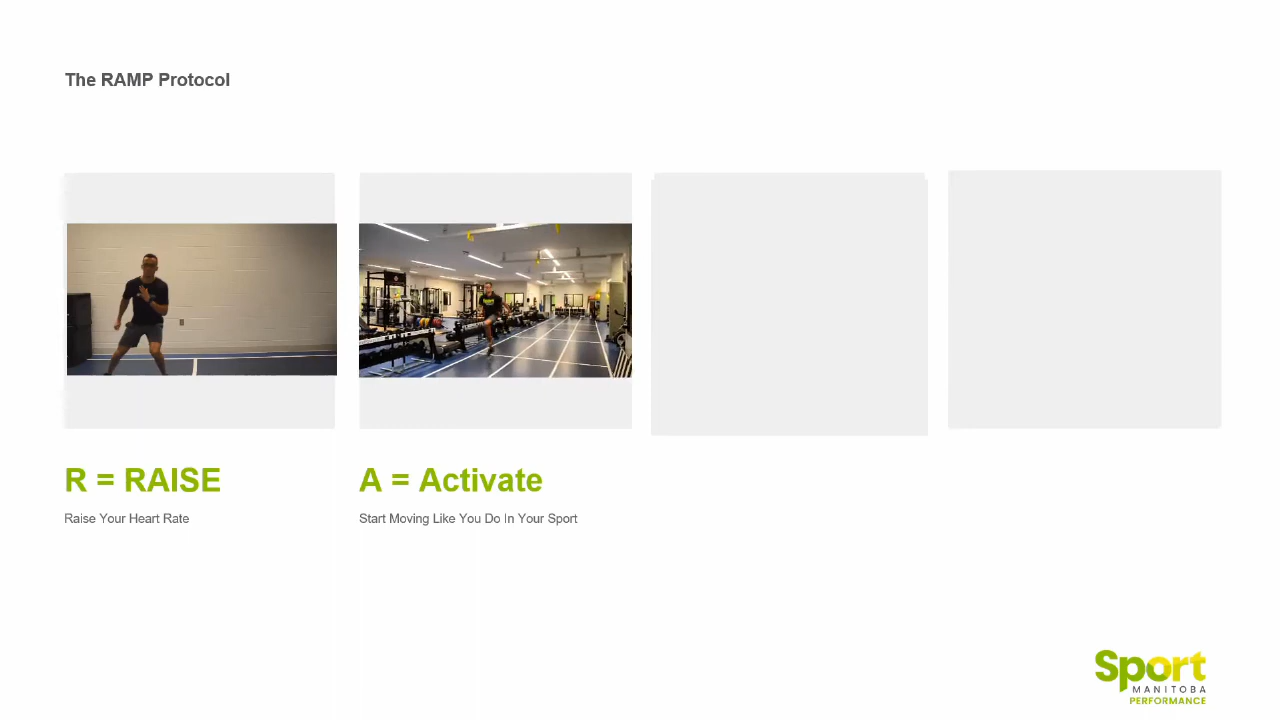 The RAMP Protocol
R = RAISE
Raise Your Heart Rate
A = Activate
Start Moving Like You Do In Your Sport
Sport
MANITOBA
PERFORMANCE